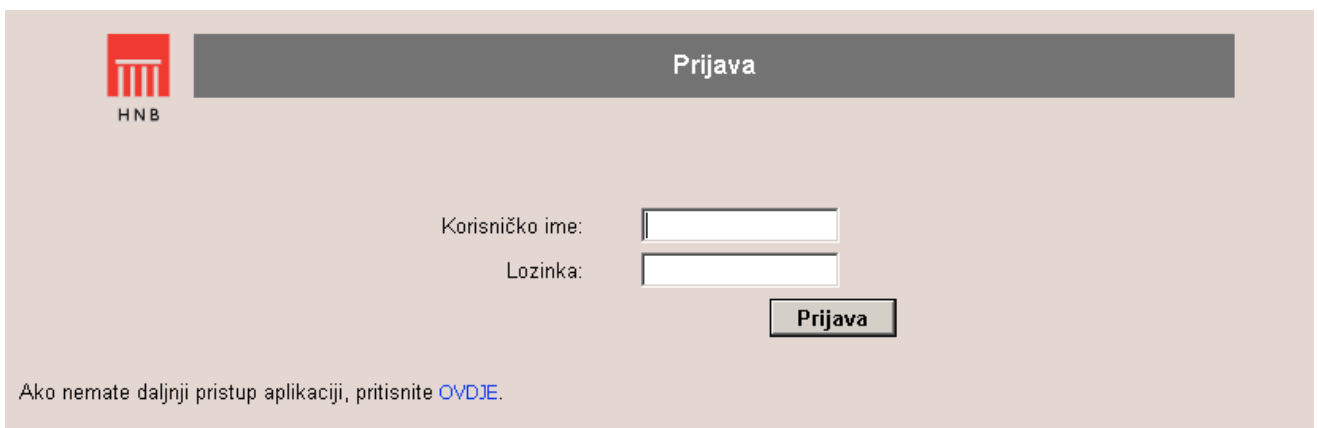 Prijava
HNB
Korisničko ime:
Lozinka:
Prijava
Ako nemate daljnji pristup aplikaciji, pritisnite OVDJE.